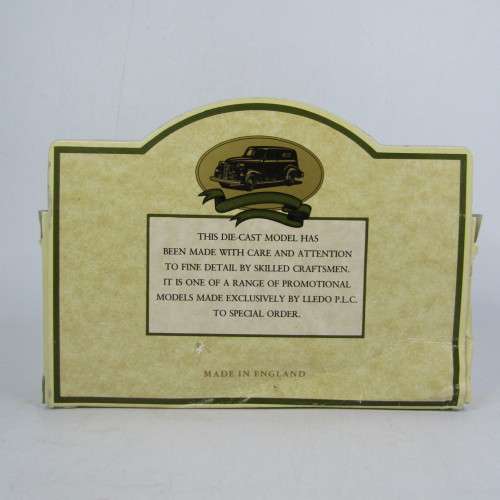 THIS DIE-CAST MODEL HAS
BEEN MADE WITH CARE AND ATTENTION
TO FINE DETAIL BY SKILLED CRAFTSMEN.
IT IS ONE OF A RANGE OF PROMOTIONAL
MODELS MADE EXCLUSIVELY BY LLEDO P.L.C.
TO SPECIAL ORDER.
MADE IN ENGLAND